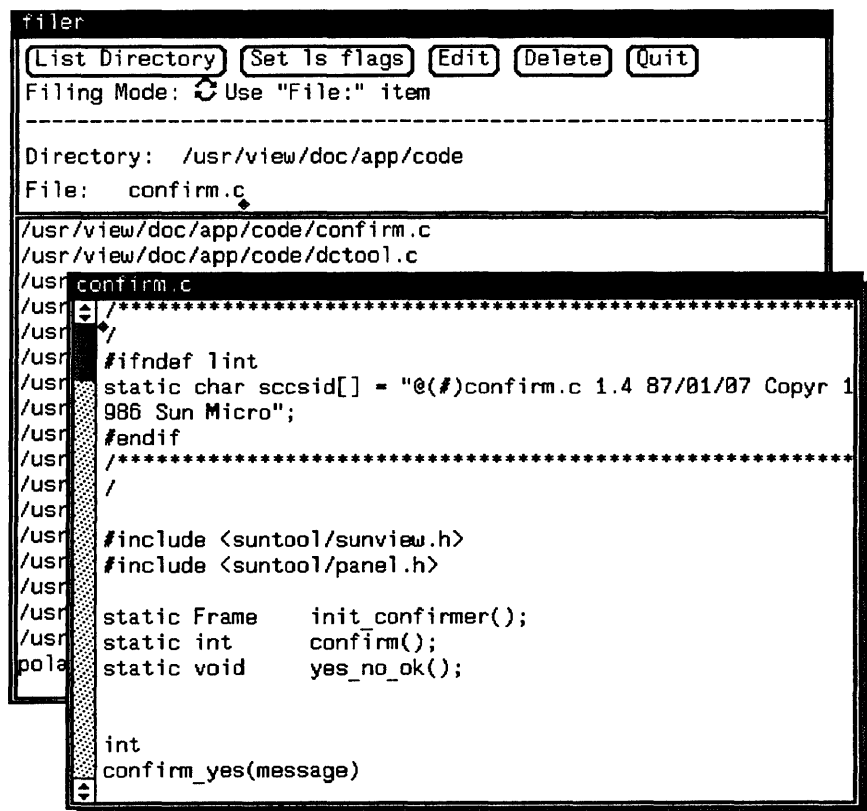 filer
List Directory Set ls flags Edit Delete Quit
Filing Mode: Use "File:" item
Directory: /usr/view/doc/app/code
File: confirm.c
/usr/view/doc/app/code/confirm.c
/usr/view/doc/app/code/dctool.c
/usr
/usr
/usr
/usr
/usr
/usr
/usr
/usr
/usr
/usr
/usr
/usr
/usr
/usr
pola
confirm.c
/*********************************************************
/
#ifndef lint
static char sccsid[] = "@(#)confirm.c 1.4 87/01/07 Copyr 1
986 Sun Micro";
#endif
/*********************************************************
/
#include <suntool/sunview.h>
#include <suntool/panel.h>
static Frame init_confirmer();
static int confirm();
static void yes_no_ok();
int
confirm_yes(message)